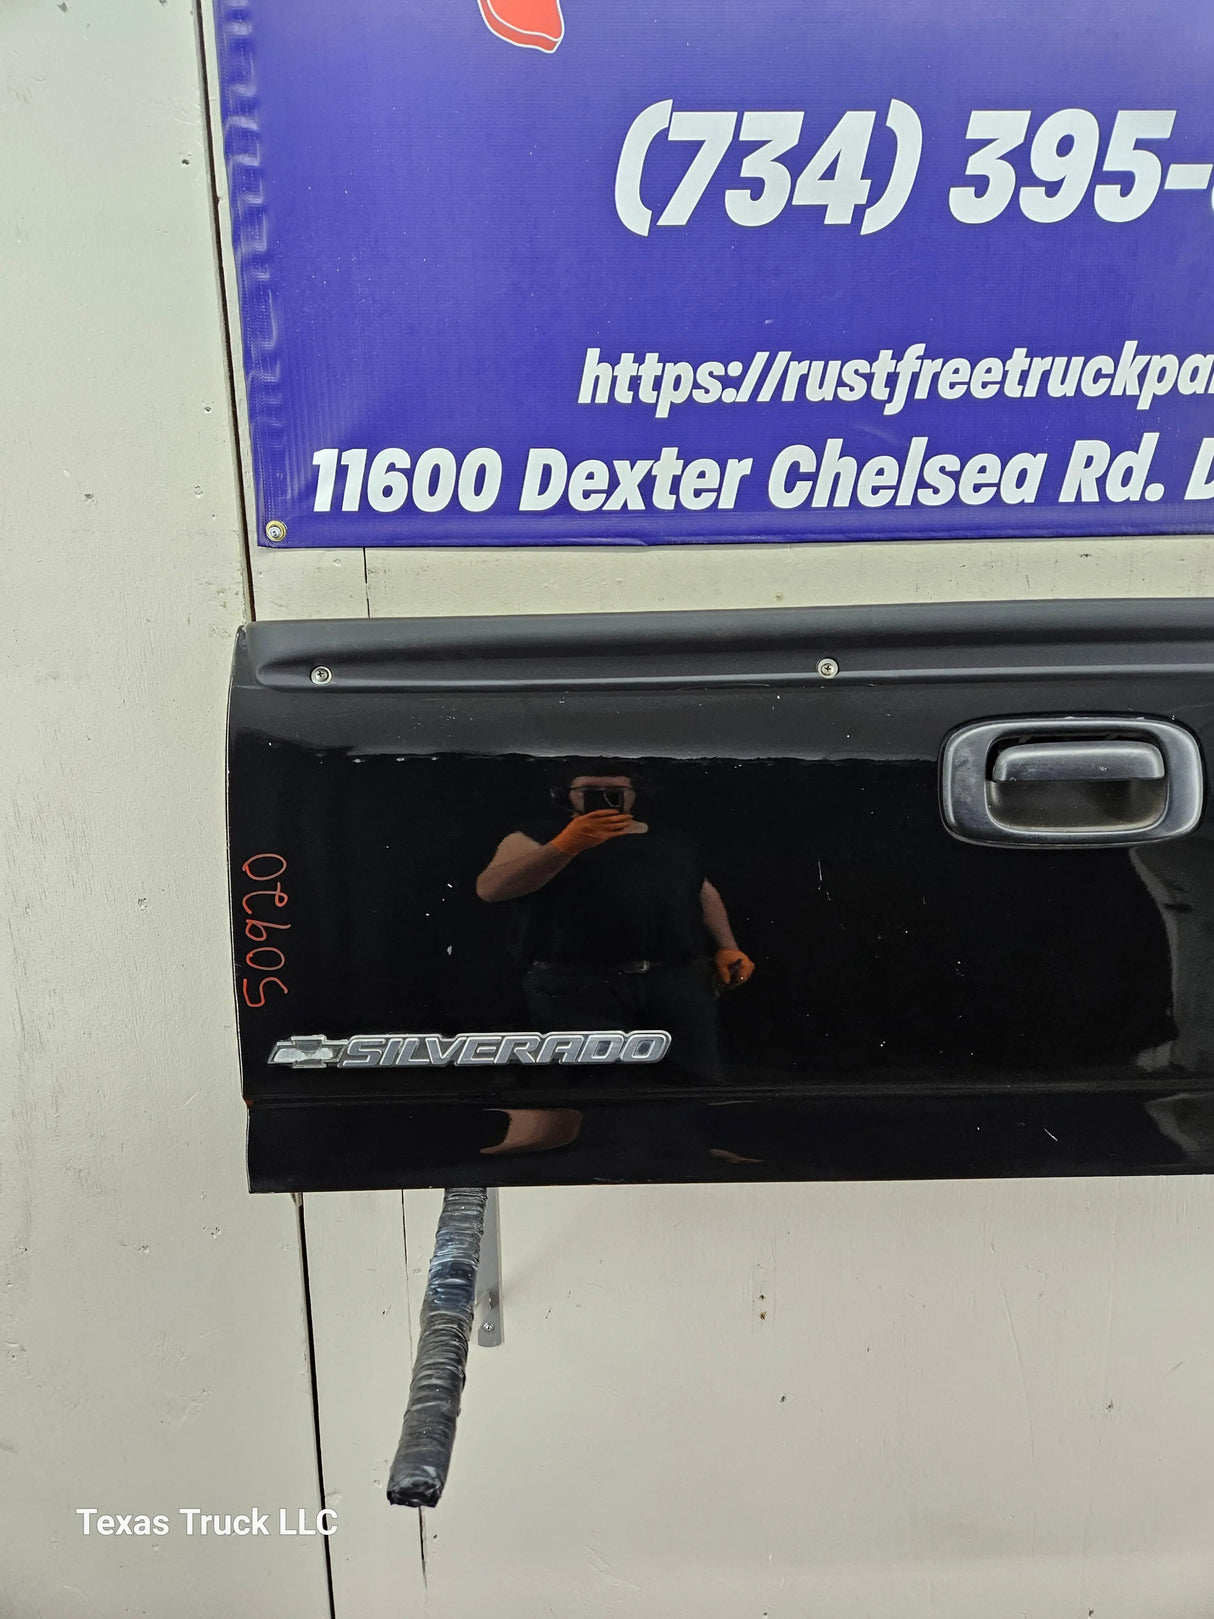 (734) 395-
https://rustfreetruckpa
11600 Dexter Chelsea Rd.
50920
SILVERADO
Texas Truck LLC